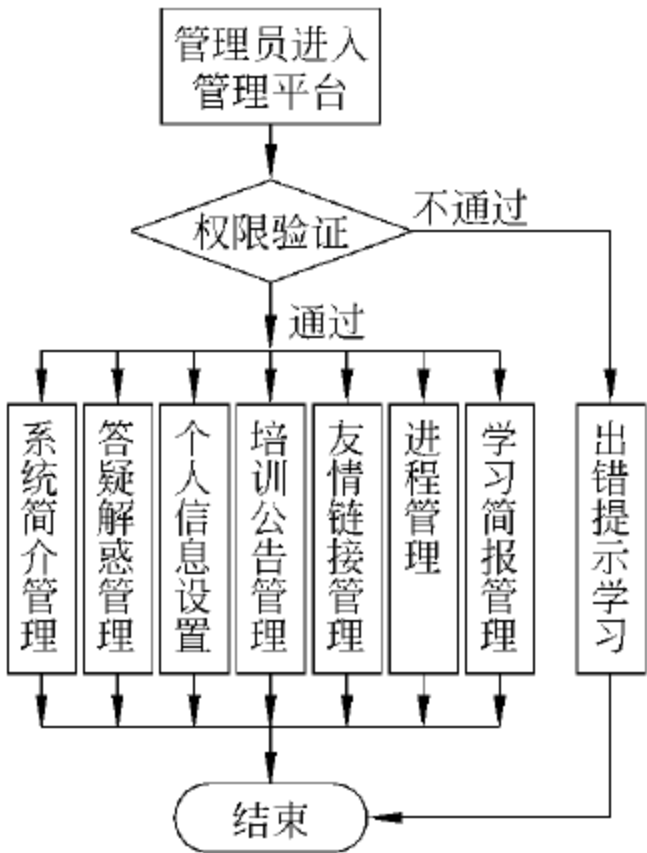 管理员进入
管理平台
权限验证
不通过
通过
系统简介管理
答疑解惑管理
个人信息设置
培训公告管理
友情链接管理
进程管理
学习简报管理
出错提示学习
结束